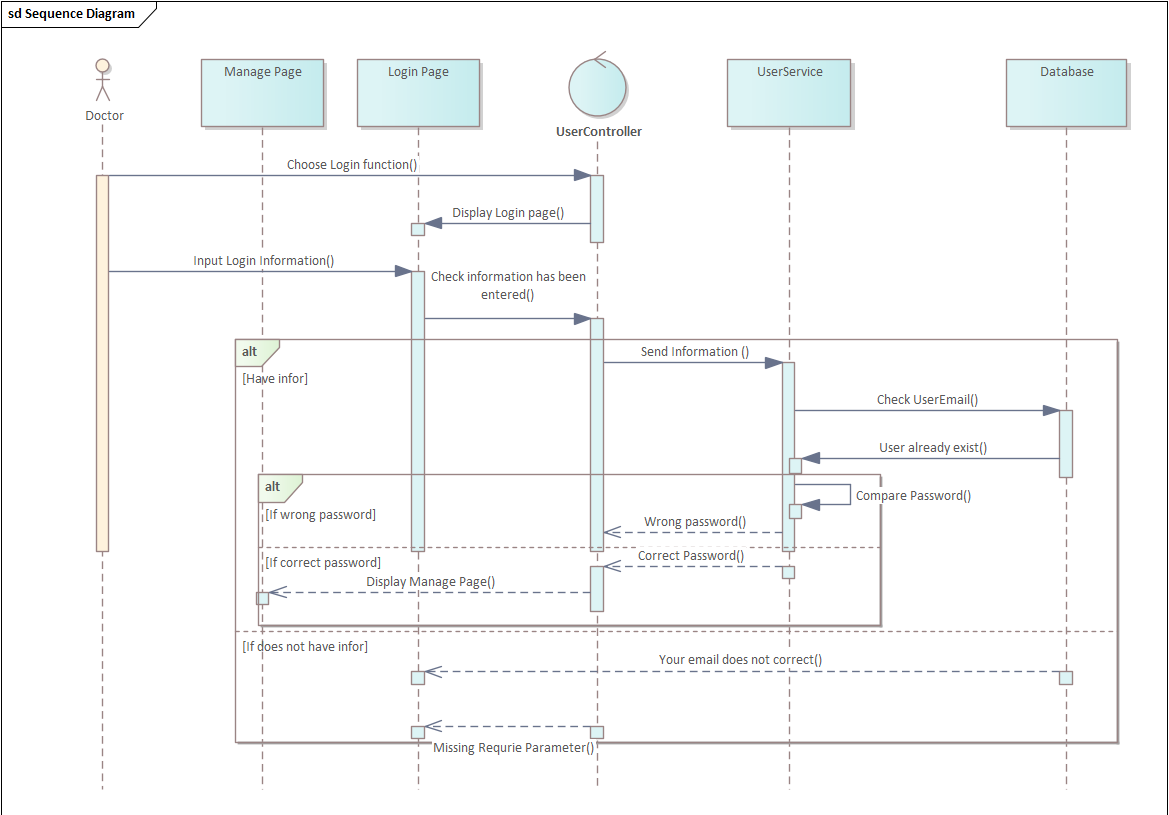 sd Sequence Diagram
Manage Page
Login Page
UserService
Database
Doctor
UserController
Choose Login function()
Display Login page()
Input Login Information()
Check information has been
entered()
alt
Send Information ()
[Have infor]
Check UserEmail()
User already exist()
alt
Compare Password()
[If wrong password]
Wrong password()
[If correct password]
Correct Password()
Display Manage Page()
[If does not have infor]
Your email does not correct()
Missing Requrie Parameter()